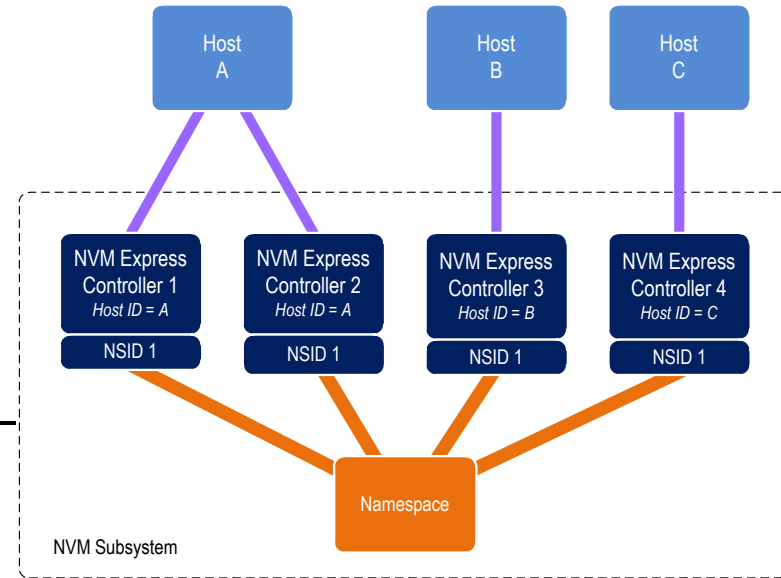 Host
A
Host
B
Host
C
NVM Express
Controller 1
Host ID = A
NVM Express
Controller 2
Host ID = A
NVM Express
Controller 3
Host ID = B
NVM Express
Controller 4
Host ID = C
NSID 1
NSID 1
NSID 1
NSID 1
Namespace
NVM Subsystem